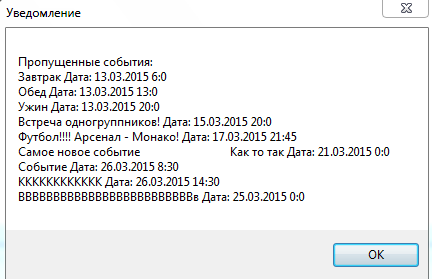 Уведомление
Пропущенные события:
Завтрак Дата: 13.03.2015 6:0
Обед Дата: 13.03.2015 13:0
Ужин Дата: 13.03.2015 20:0
Встреча одногруппников! Дата: 15.03.2015 20:0
Футбол!!!! Арсенал - Монако! Дата: 17.03.2015 21:45
Самое новое событие Как то так Дата: 21.03.2015 0:0
Событие Дата: 26.03.2015 8:30
КККККККККККК Дата: 26.03.2015 14:30
ВВВВВВВВВВВВВВВВВВВВВВВВВв Дата: 25.03.2015 0:0
OK